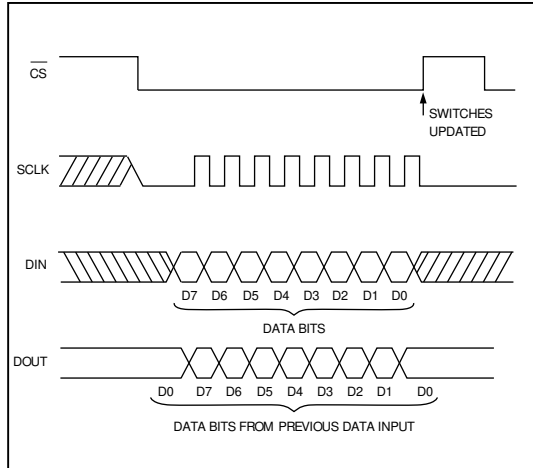 CS
SWITCHES
UPDATED
SCLK
DIN
D7 D6 D5 D4 D3 D2 D1 D0
DATA BITS
DOUT
D0 D7 D6 D5 D4 D3 D2 D1 D0
DATA BITS FROM PREVIOUS DATA INPUT